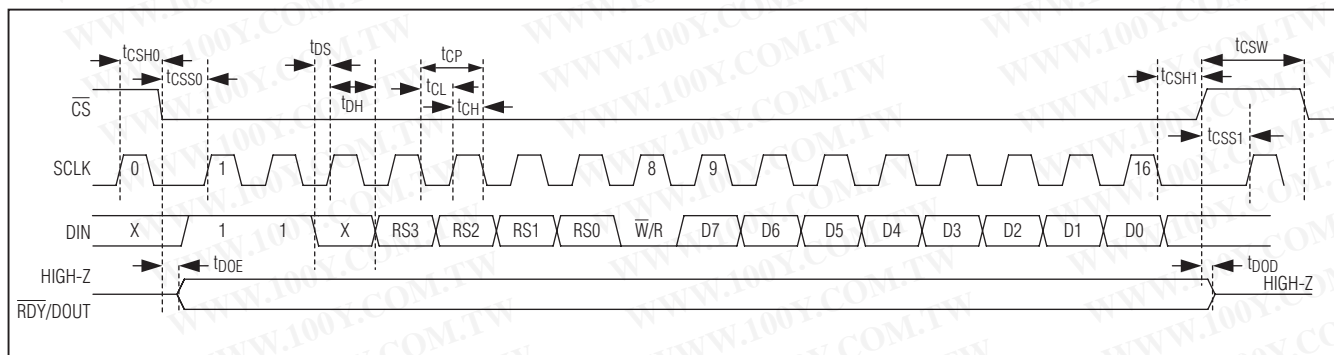 tCSH0 tDS tCP tCSW
tCSS0 tCL tCSH1
tDH tCH
CS tCSS1
SCLK 0 1 8 9 16
DIN X 1 1 X RS3 RS2 RS1 RS0 W/R D7 D6 D5 D4 D3 D2 D1 D0
tDOE tDOD
HIGH-Z HIGH-Z
RDY/DOUT
WWW.100Y.COM.TW